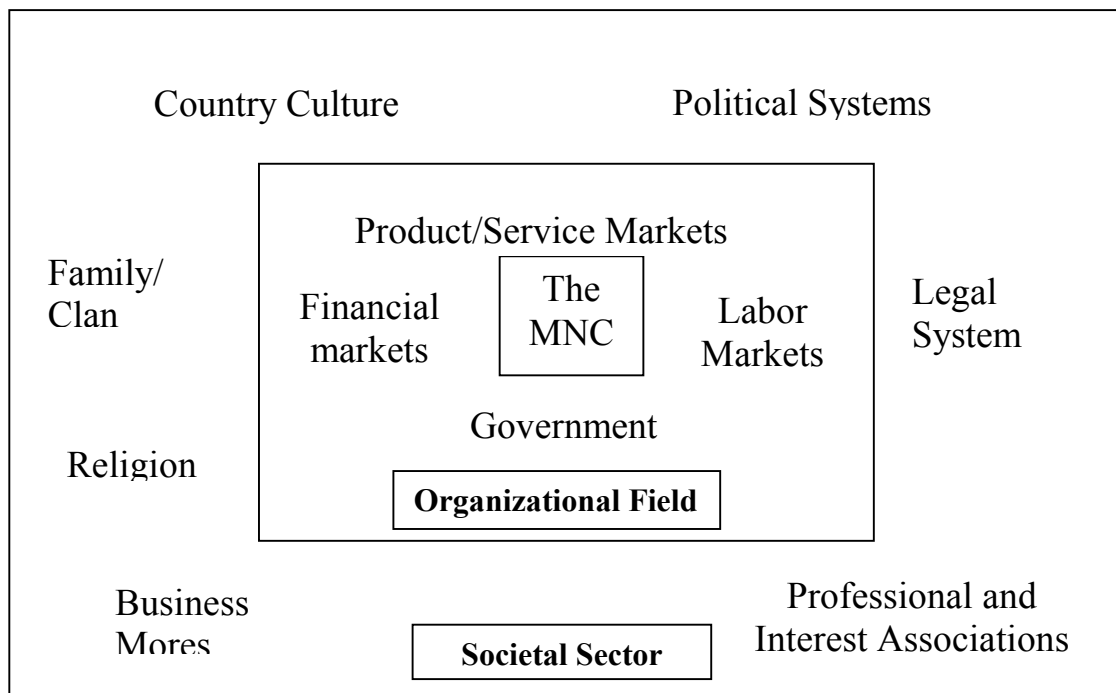 Country Culture
Political Systems
Product/Service Markets
Family/
Clan
Financial
markets
The
MNC
Labor
Markets
Legal
System
Government
Religion
Organizational Field
Business
Mores
Professional and
Interest Associations
Societal Sector